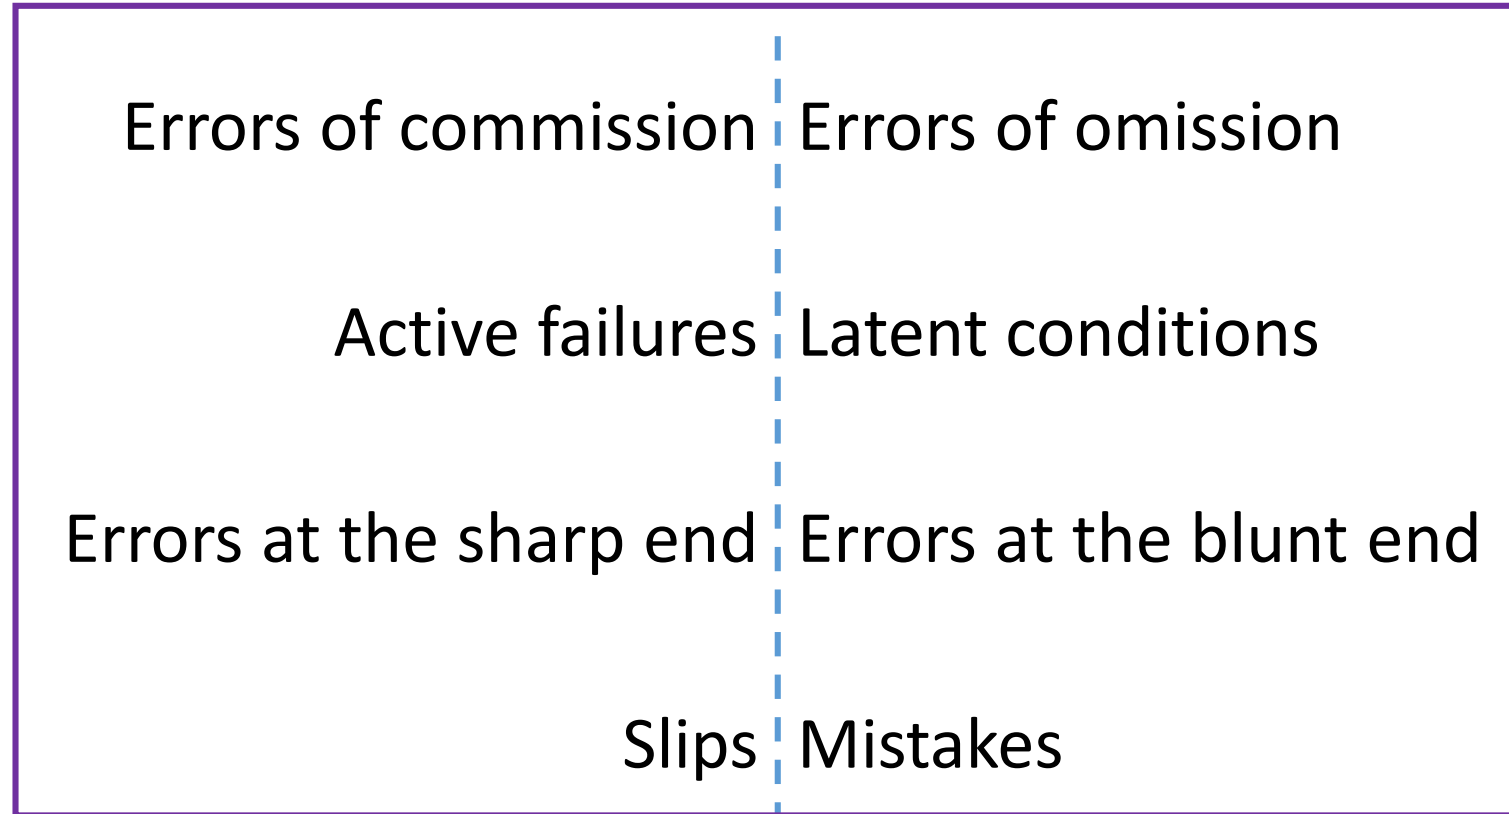 Errors of commission Errors of omission
Active failures Latent conditions
Errors at the sharp end Errors at the blunt end
Slips Mistakes